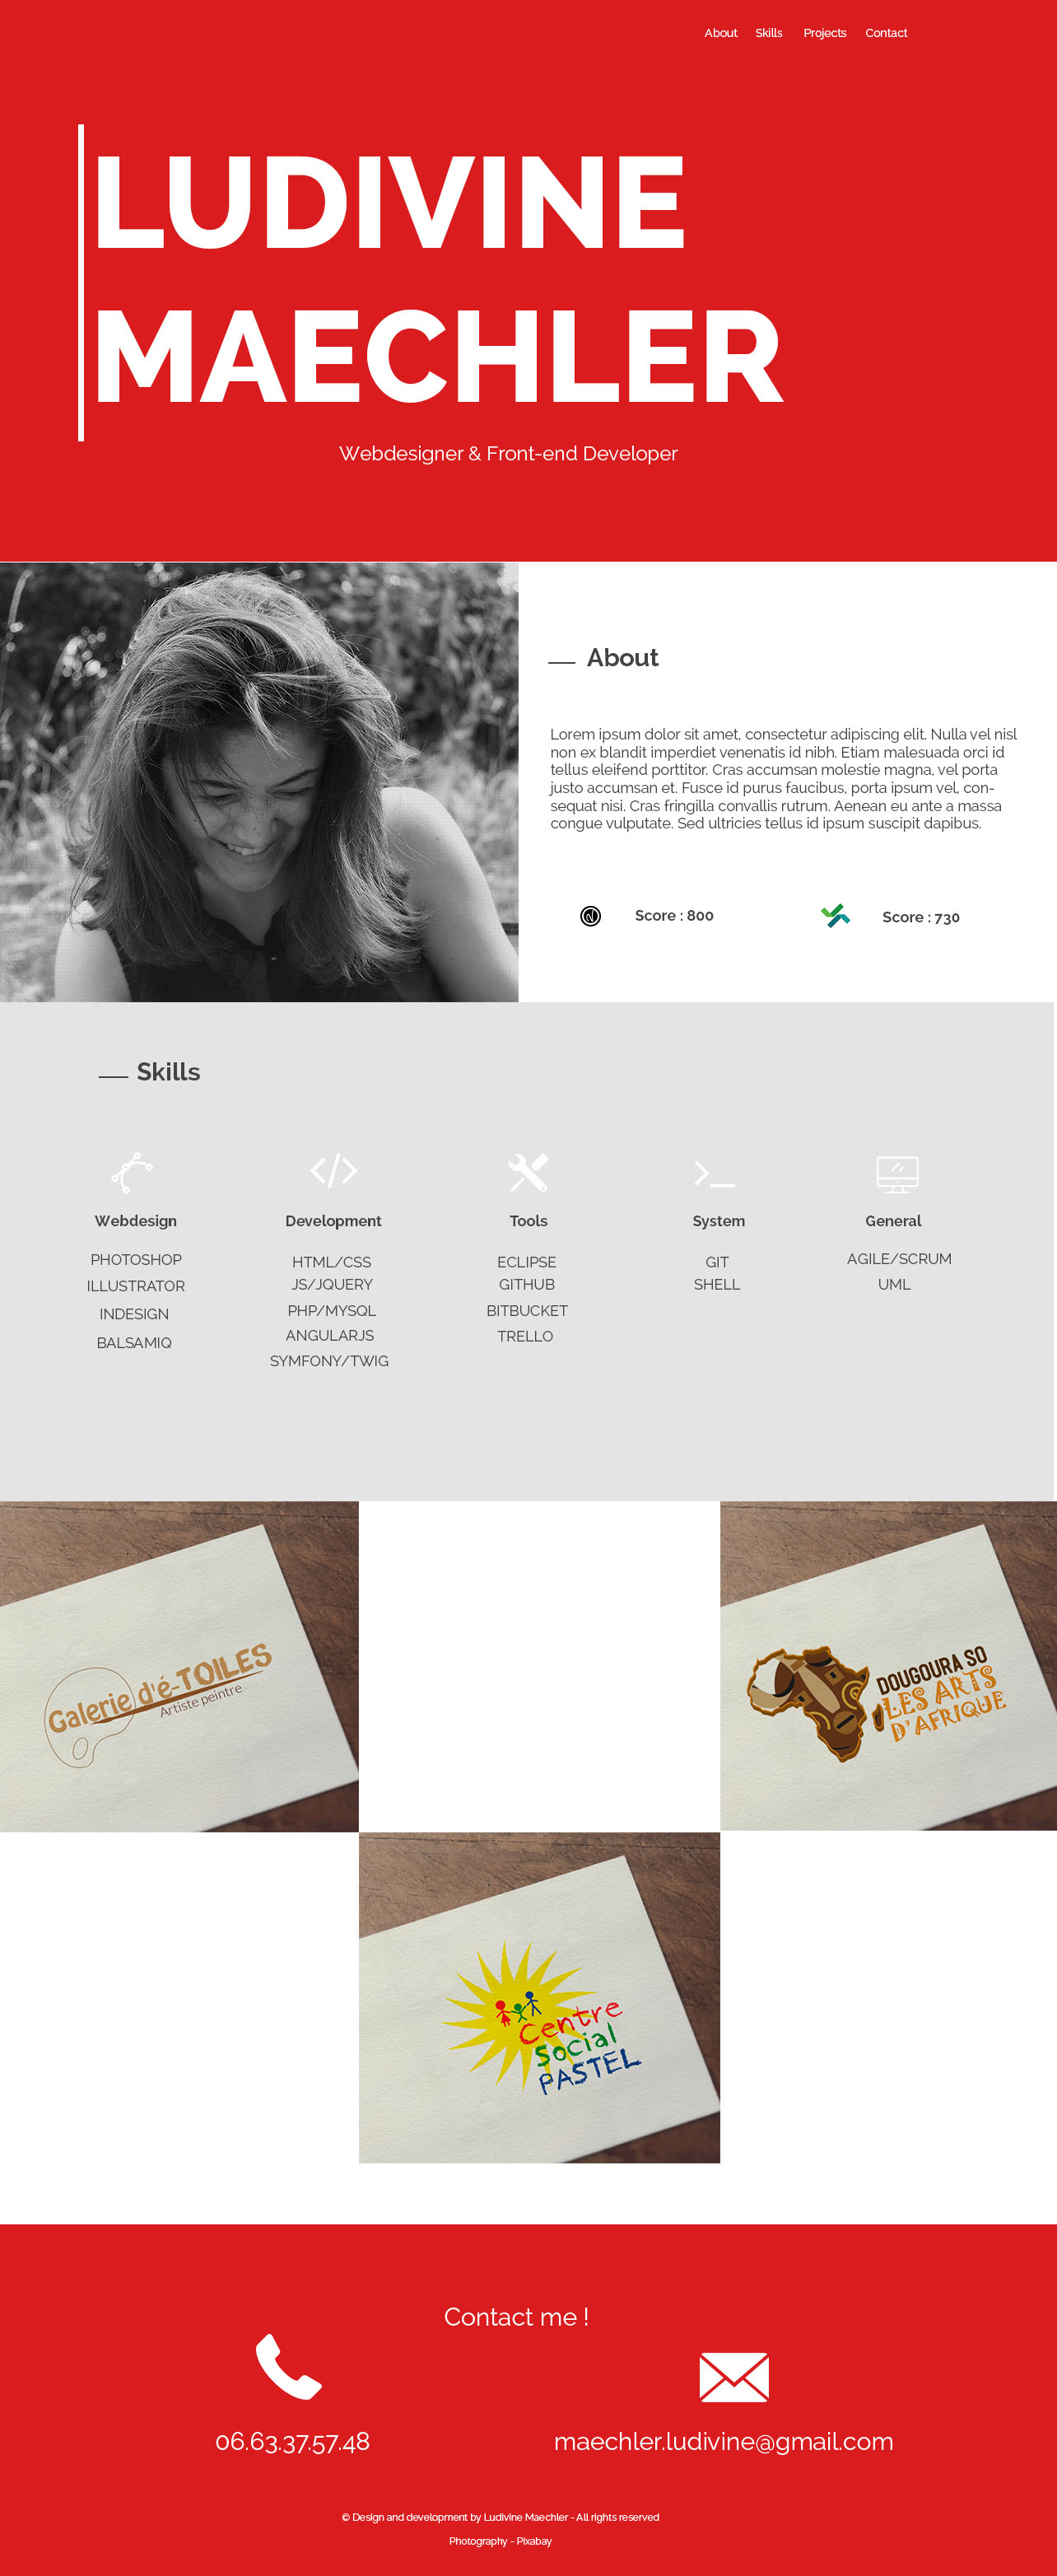 About Skills Projects Contact
LUDIVINE
MAECHLER
Webdesigner & Front-end Developer
About
Lorem ipsum dolor sit amet, consectetur adipiscing elit. Nulla vel nisl
non ex blandit imperdiet venenatis id nibh. Etiam malesuada orci id
tellus eleifend porttitor. Cras accumsan molestie magna, vel porta
justo accumsan et. Fusce id purus faucibus, porta ipsum vel, con-
sequat nisi. Cras fringilla convallis rutrum. Aenean eu ante a massa
congue vulputate. Sed ultricies tellus id ipsum suscipit dapibus.
Score : 800
Score : 730
Skills
Webdesign
PHOTOSHOP
ILLUSTRATOR
INDESIGN
BALSAMIQ
Development
HTML/CSS
JS/JQUERY
PHP/MYSQL
ANGULARJS
SYMFONY/TWIG
Tools
ECLIPSE
GITHUB
BITBUCKET
TRELLO
System
GIT
SHELL
General
AGILE/SCRUM
UML
Galerie d'é-TOILES
Artiste peintre
DOUGOURA SO
LES ARTS
D'AFRIQUE
Centre
Social
PASTEL
Contact me !
06.63.37.57.48
maechler.ludivine@gmail.com
© Design and development by Ludivine Maechler - All rights reserved
Photography - Pixabay